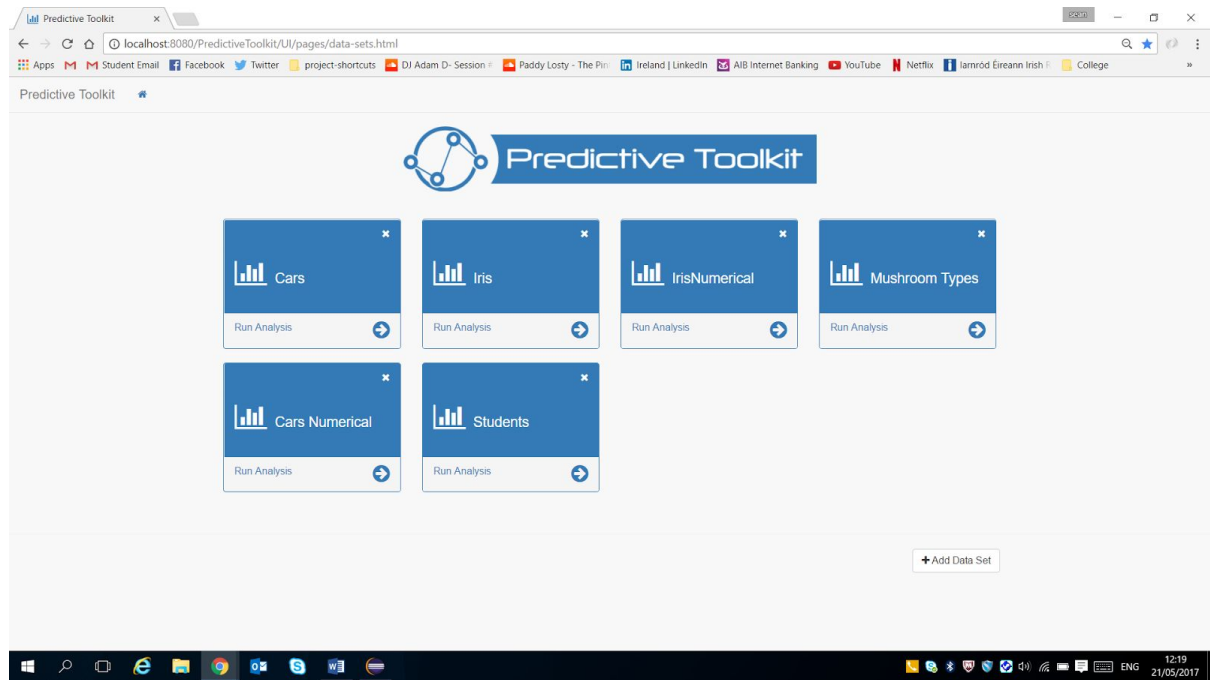 Predictive Toolkit
sean
localhost:8080/PredictiveToolkit/UI/pages/data-sets.html
Apps Student Email Facebook Twitter project-shortcuts DJ Adam D- Session Paddy Losty - The Pin Ireland | LinkedIn AIB Internet Banking YouTube Netflix Iarnród Éireann Irish College »
Predictive Toolkit
Predictive Toolkit
Cars Iris IrisNumerical Mushroom Types
Run Analysis Run Analysis Run Analysis Run Analysis
Cars Numerical Students
Run Analysis Run Analysis
+Add Data Set
ENG 12:19
21/05/2017